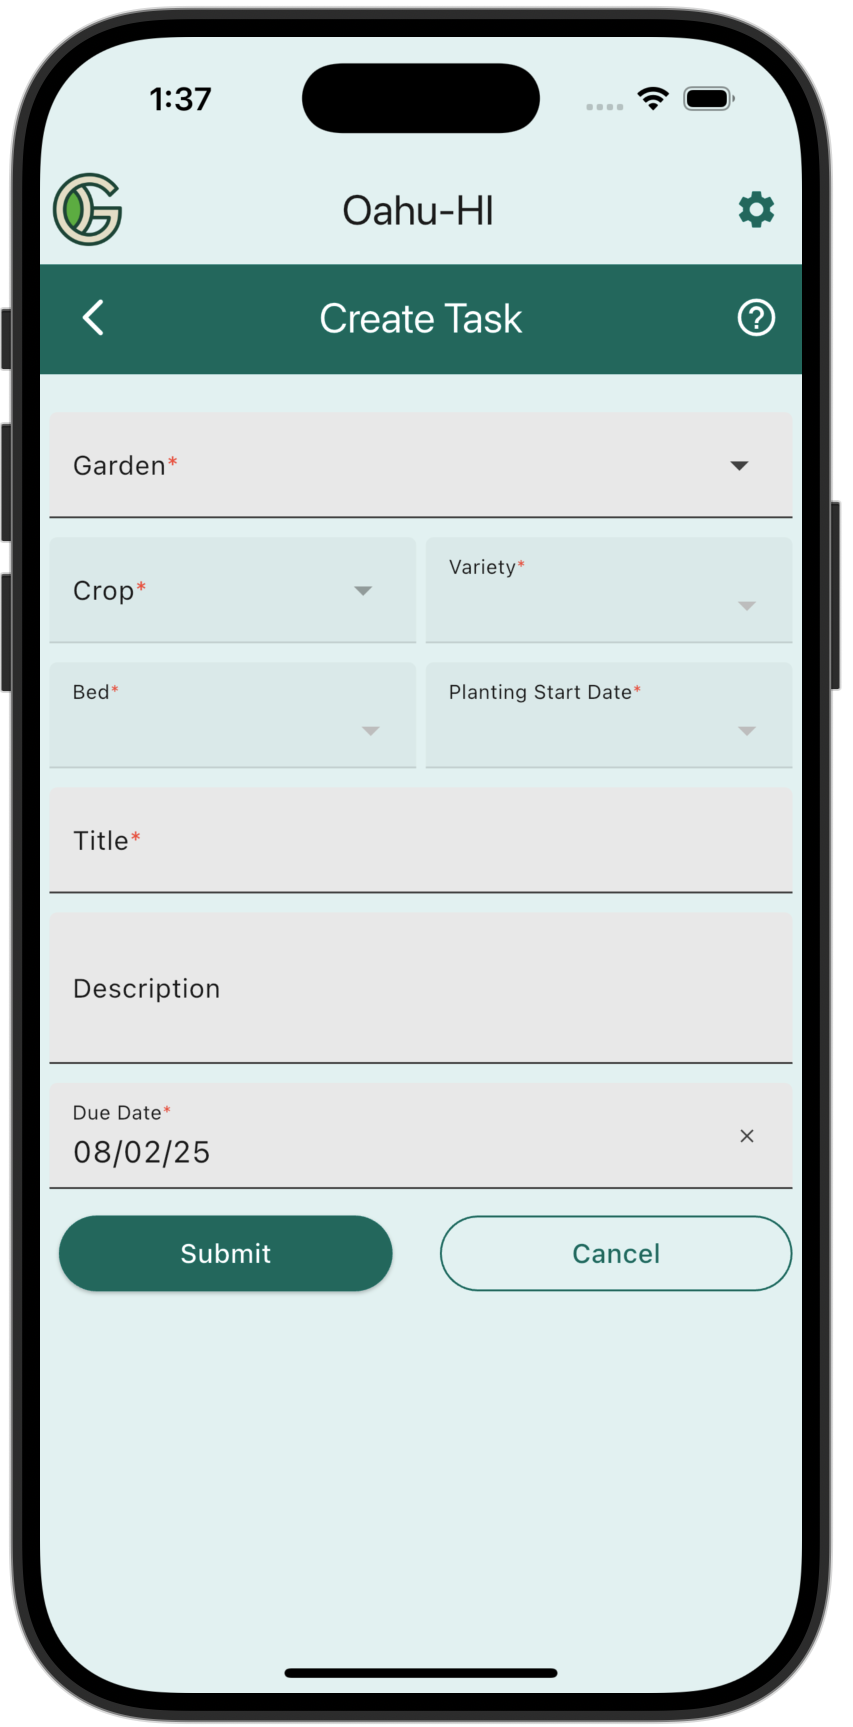 1:37
Oahu-HI
Create Task
Garden*
Crop*
Variety*
Bed*
Planting Start Date*
Title*
Description
Due Date*
08/02/25
Submit
Cancel